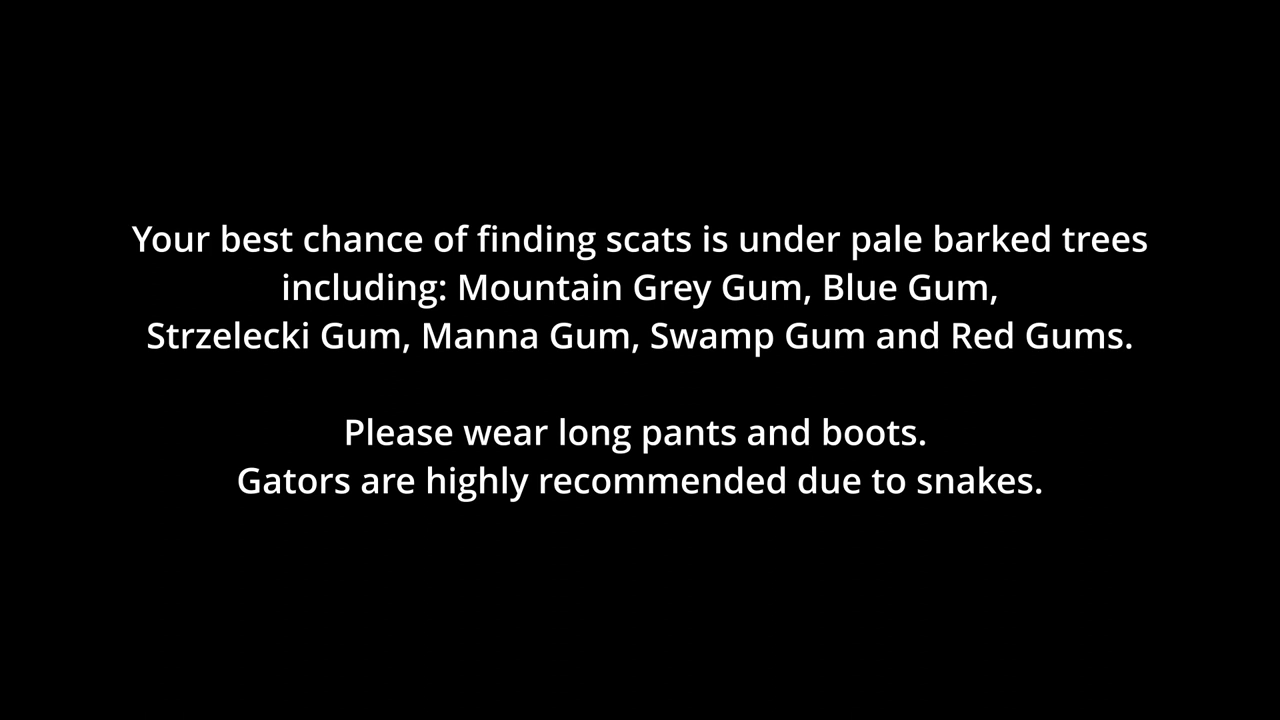 Your best chance of finding scats is under pale barked trees
including: Mountain Grey Gum, Blue Gum,
Strzelecki Gum, Manna Gum, Swamp Gum and Red Gums.
Please wear long pants and boots.
Gators are highly recommended due to snakes.